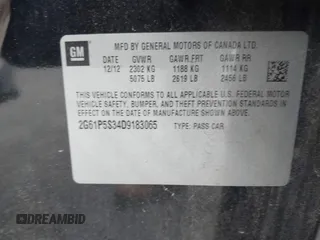 GM
MFD BY GENERAL MOTORS OF CANADA LTD.
DATE GVWR GAWR.FRT GAWR RR
12/12 2302 KG 1188 KG 1114 KG
5075 LB 2619 LB 2456 LB
THIS VEHICLE CONFORMS TO ALL APPLICABLE U.S. FEDERAL MOTOR VEHICLE
SAFETY, BUMPER, AND THEFT PREVENTION STANDARDS IN
EFFECT ON THE DATE OF MANUFACTURE SHOWN ABOVE.
2G61P5S34D9183065 TYPE: PASS CAR
DREAMBID